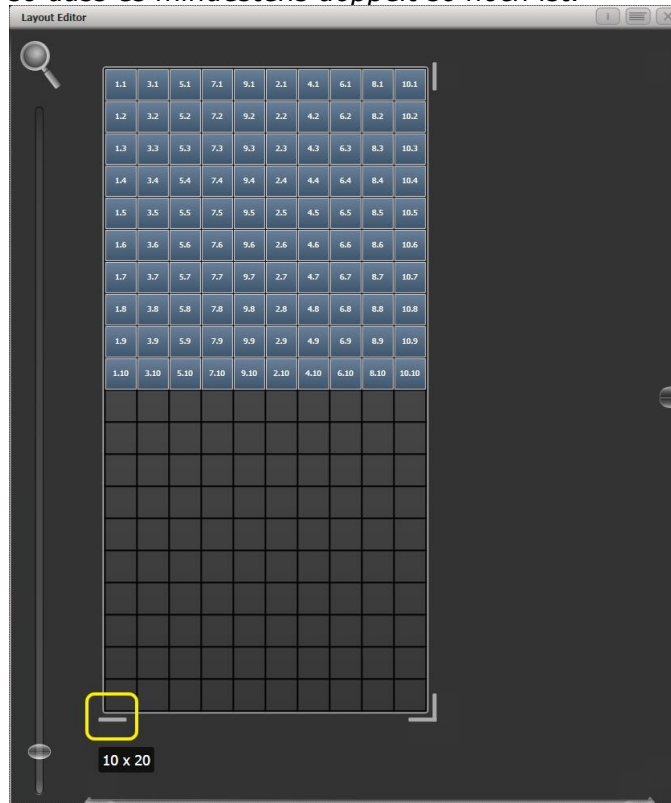 so dass es mindestens doppelt so hoch ist.
Layout Editor
1.1 3.1 5.1 7.1 9.1 2.1 4.1 6.1 8.1 10.1
1.2 3.2 5.2 7.2 9.2 2.2 4.2 6.2 8.2 10.2
1.3 3.3 5.3 7.3 9.3 2.3 4.3 6.3 8.3 10.3
1.4 3.4 5.4 7.4 9.4 2.4 4.4 6.4 8.4 10.4
1.5 3.5 5.5 7.5 9.5 2.5 4.5 6.5 8.5 10.5
1.6 3.6 5.6 7.6 9.6 2.6 4.6 6.6 8.6 10.6
1.7 3.7 5.7 7.7 9.7 2.7 4.7 6.7 8.7 10.7
1.8 3.8 5.8 7.8 9.8 2.8 4.8 6.8 8.8 10.8
1.9 3.9 5.9 7.9 9.9 2.9 4.9 6.9 8.9 10.9
1.10 3.10 5.10 7.10 9.10 2.10 4.10 6.10 8.10 10.10
10 x 20